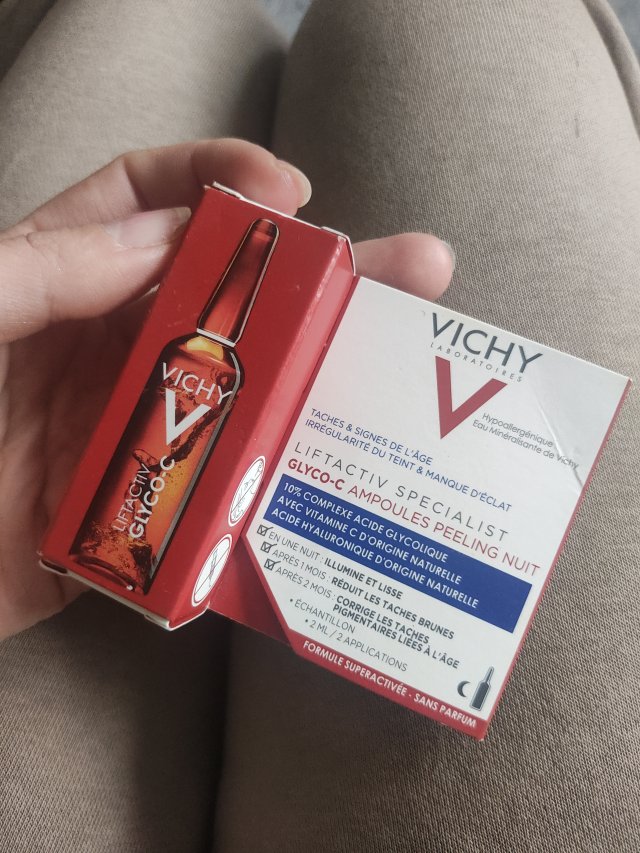 VICHY
LIFTACTIV
GLYCO-C
VICHY
LABORATOIRES
Hypoallergénique
Eau Minéralisante de Vichy
TACHES & SIGNES DE L'ÂGE
IRRÉGULARITÉ DU TEINT & MANQUE D'ÉCLAT
LIFTACTIV SPECIALIST
GLYCO-C AMPOULES PEELING NUIT
10% COMPLEXE ACIDE GLYCOLIQUE
AVEC VITAMINE C D'ORIGINE NATURELLE
ACIDE HYALURONIQUE D'ORIGINE NATURELLE
EN UNE NUIT : ILLUMINE ET LISSE
APRÈS 1 MOIS : RÉDUIT LES TACHES BRUNES
APRÈS 2 MOIS : CORRIGE LES TACHES
PIGMENTAIRES LIÉES À L'ÂGE
• ÉCHANTILLON
• 2 ML / 2 APPLICATIONS
FORMULE SUPERACTIVÉE - SANS PARFUM